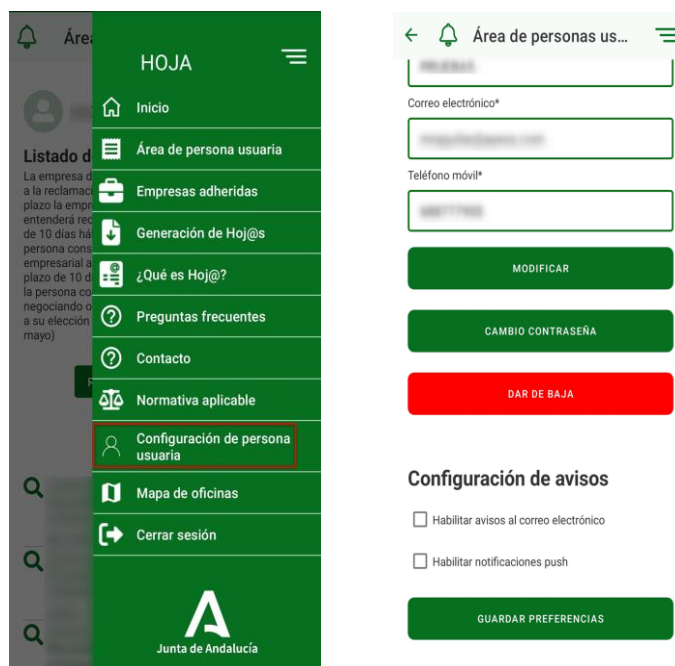 Área
HOJA
Inicio
Área de persona usuaria
Empresas adheridas
Generación de Hoj@s
¿Qué es Hoj@?
Preguntas frecuentes
Contacto
Normativa aplicable
Configuración de persona
usuaria
Mapa de oficinas
Cerrar sesión
Junta de Andalucía
Listado d
La empresa d
a la reclamac
plazo la empr
entenderá rec
de 10 días há
persona cons
empresarial a
plazo de 10 d
la persona co
negociando o
a su elección
mayo)
Área de personas us...
Correo electrónico*
Teléfono móvil*
MODIFICAR
CAMBIO CONTRASEÑA
DAR DE BAJA
Configuración de avisos
Habilitar avisos al correo electrónico
Habilitar notificaciones push
GUARDAR PREFERENCIAS